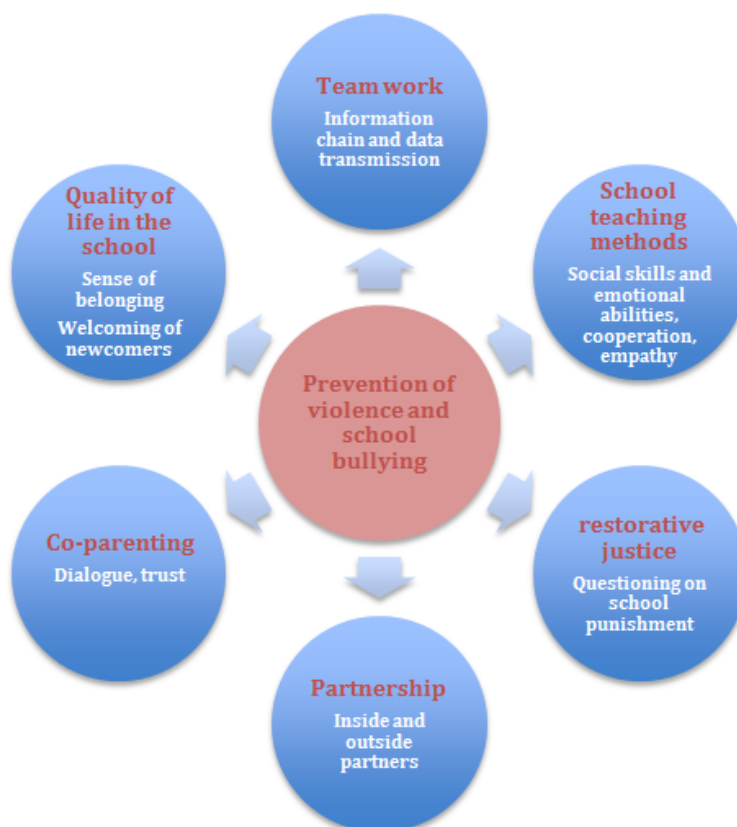 Team work
Information
chain and data
transmission
Quality of
life in the
school
Sense of
belonging
Welcoming of
newcomers
School
teaching
methods
Social skills and
emotional
abilities,
cooperation,
empathy
Prevention of
violence and
school
bullying
Co-parenting
Dialogue, trust
restorative
justice
Questioning on
school
punishment
Partnership
Inside and
outside
partners